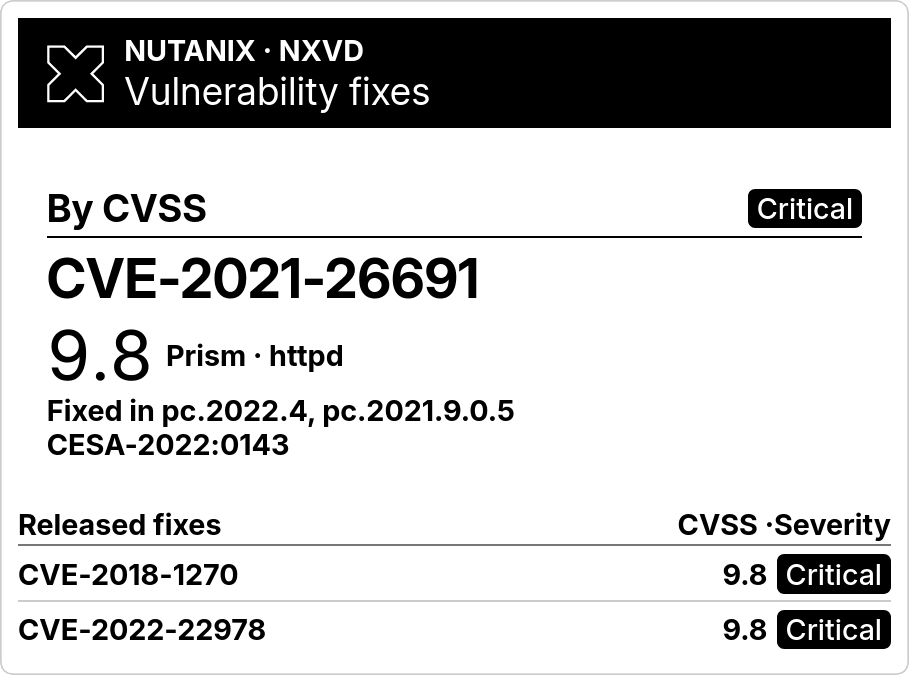 NUTANIX · NXVD
Vulnerability fixes
By CVSS Critical
CVE-2021-26691
9.8 Prism · httpd
Fixed in pc.2022.4, pc.2021.9.0.5
CESA-2022:0143
Released fixes CVSS ·Severity
CVE-2018-1270 9.8 Critical
CVE-2022-22978 9.8 Critical